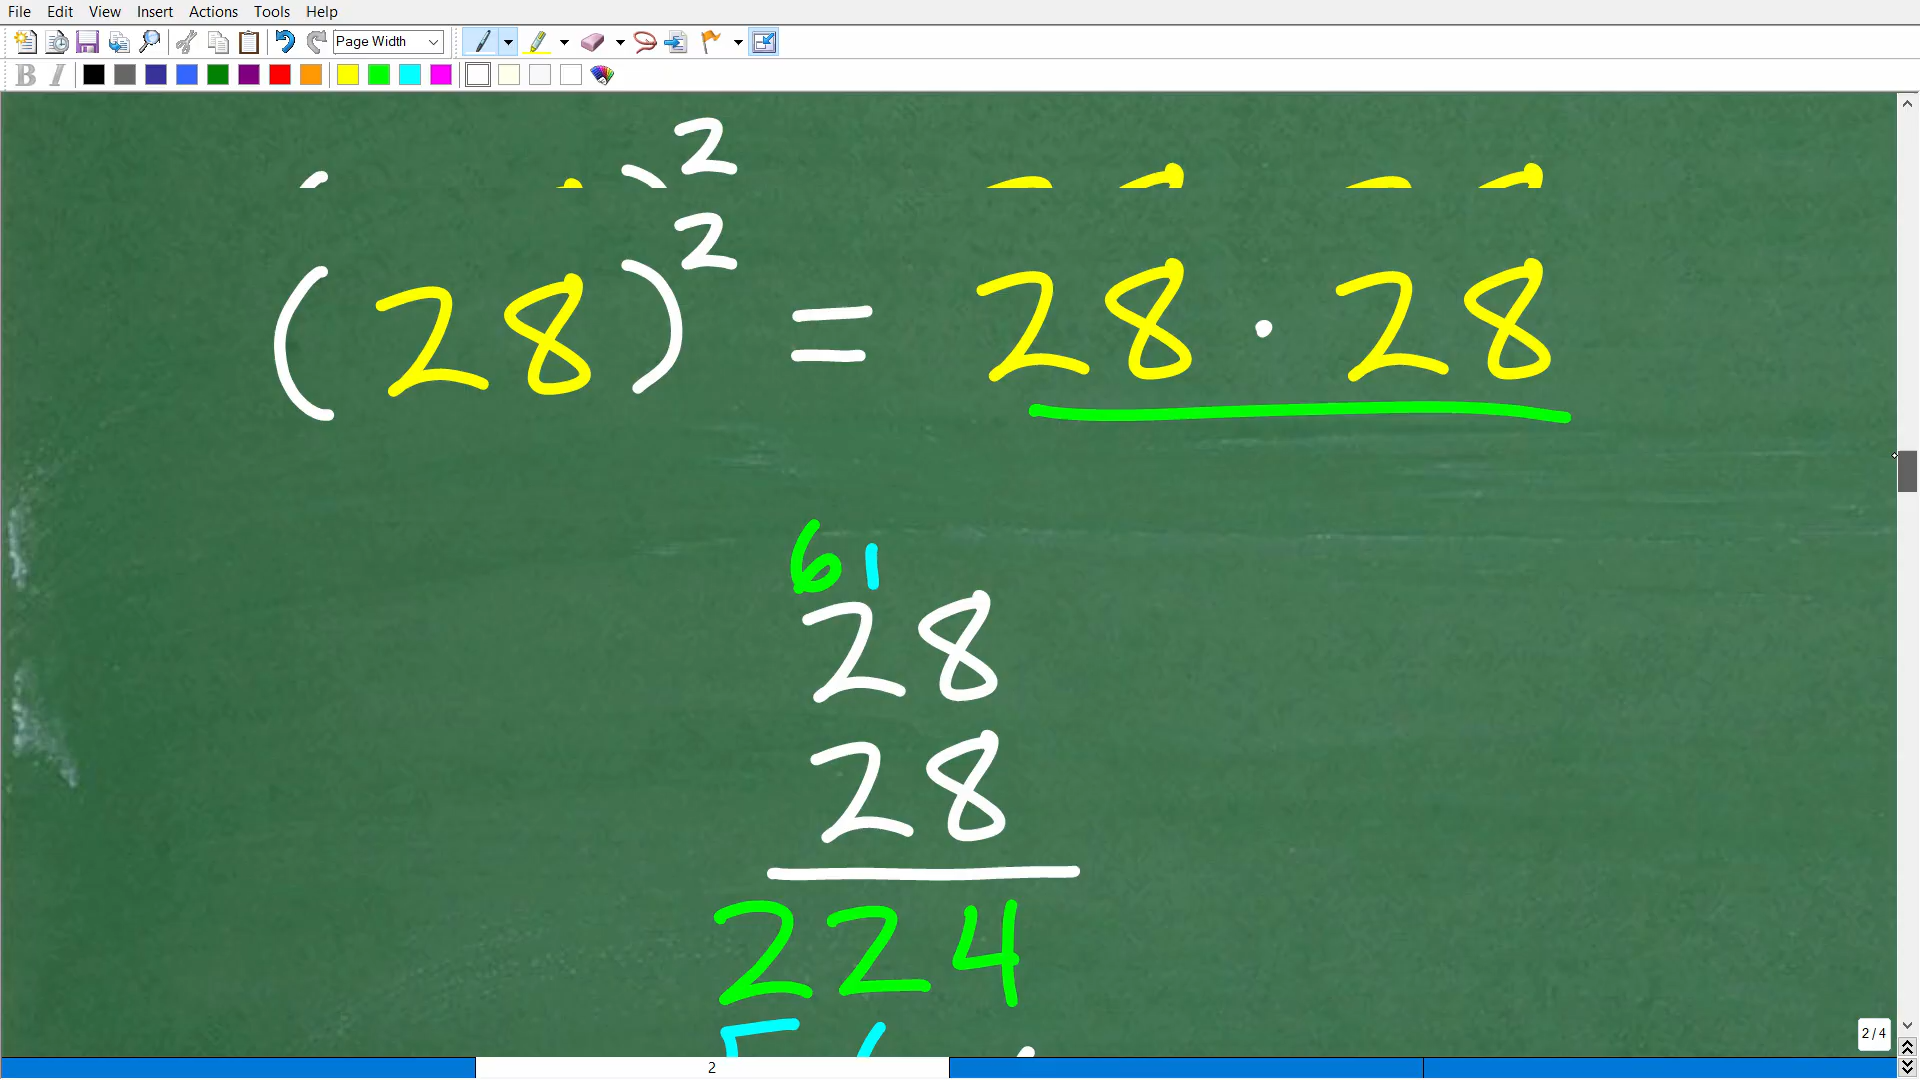 File Edit View Insert Actions Tools Help
Page Width
B I
2
(28)² = 28 · 28
6 1
28
28
224
2 / 4
2